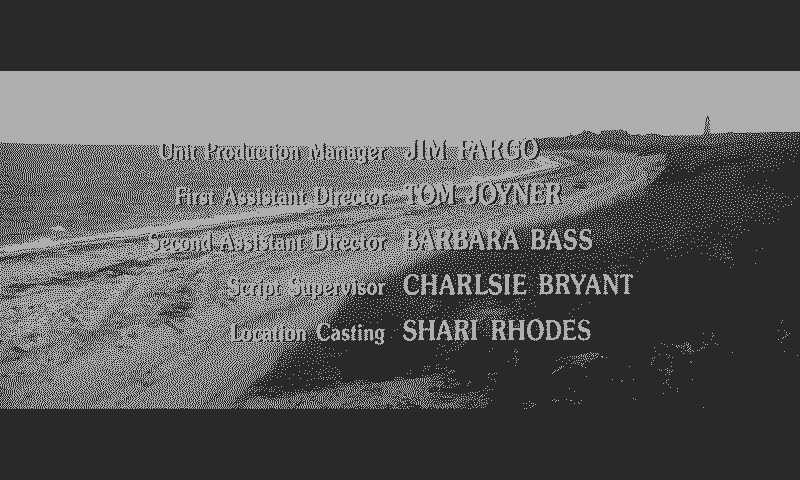 Unit Production Manager JIM FARGO
First Assistant Director TOM JOYNER
Second Assistant Director BARBARA BASS
Script Supervisor CHARLSIE BRYANT
Location Casting SHARI RHODES